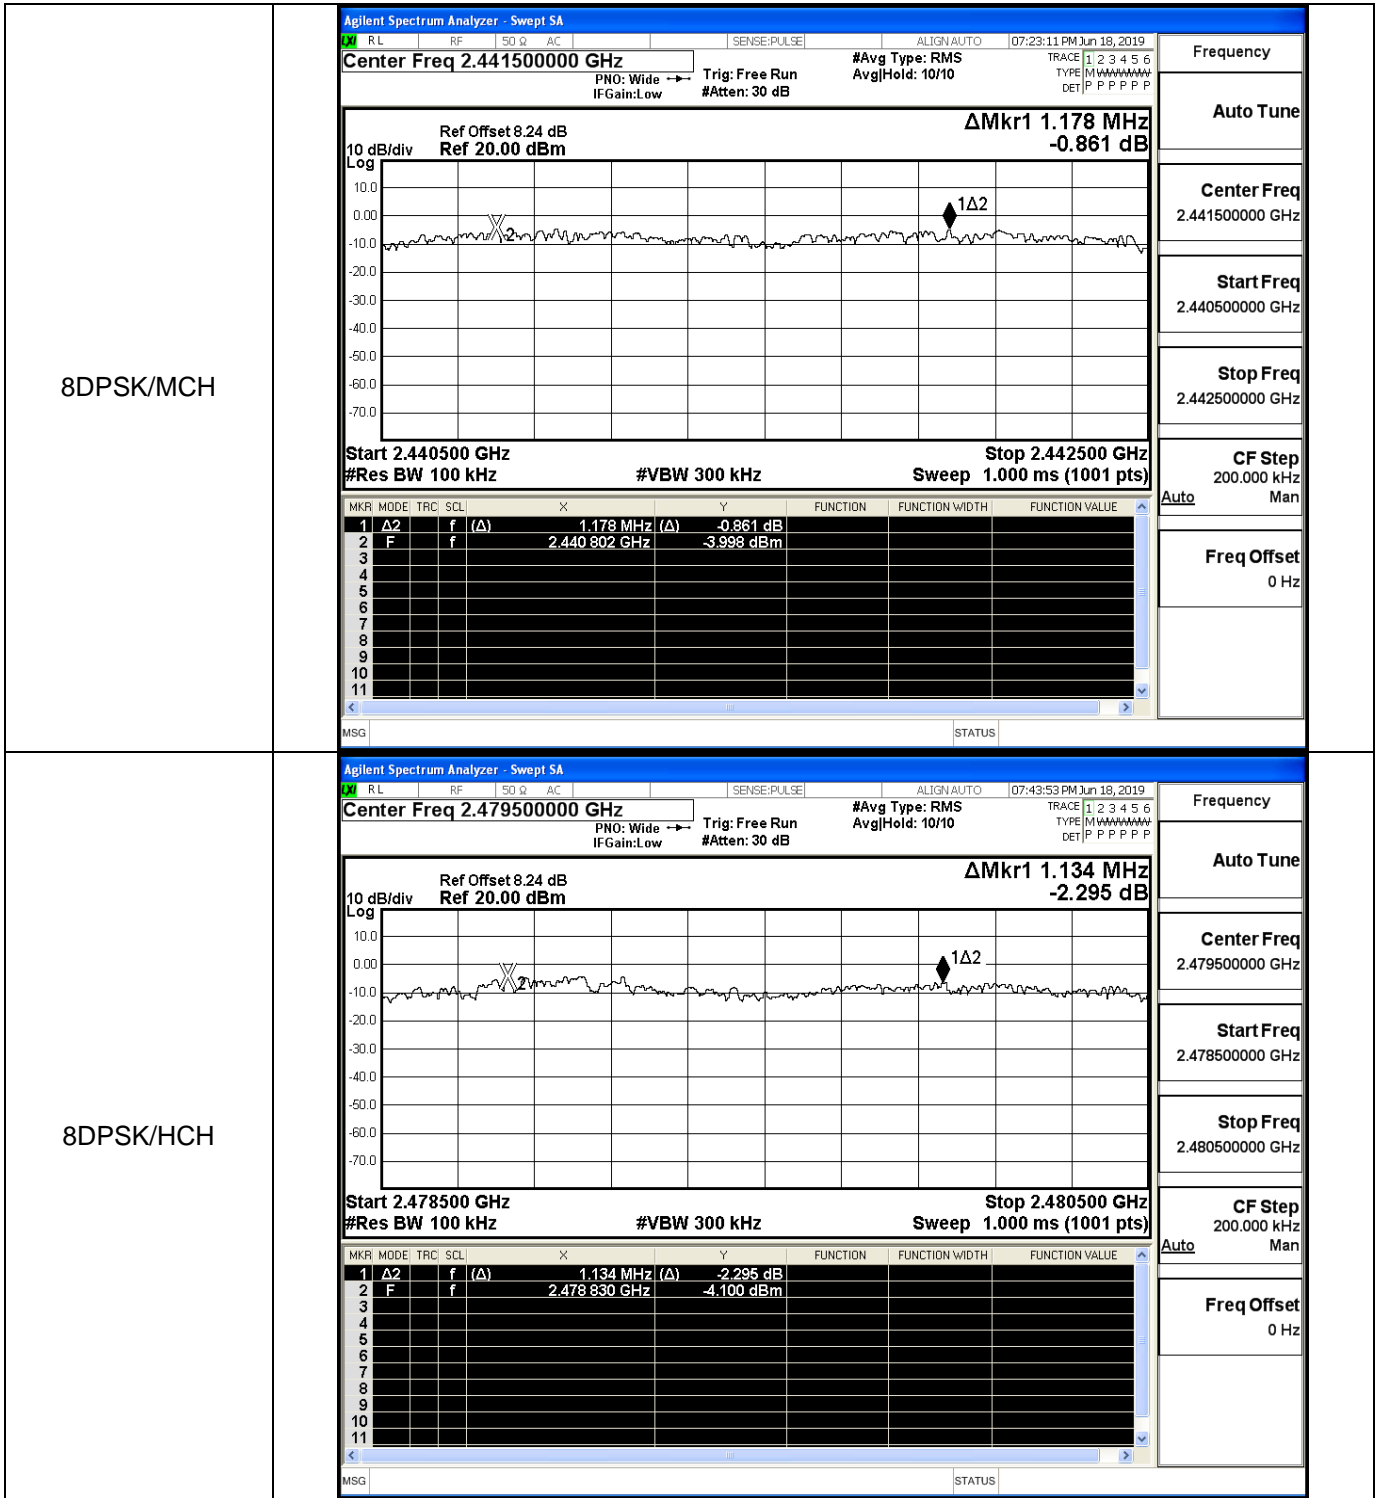 8DPSK/MCH
Agilent Spectrum Analyzer - Swept SA
LXI RL RF 50 Ω AC SENSE:PULSE ALIGN AUTO 07:23:11 PM Jun 18, 2019
Center Freq 2.441500000 GHz
PNO: Wide
IFGain:Low
Trig: Free Run
#Atten: 30 dB
#Avg Type: RMS
Avg|Hold: 10/10
TRACE 1 2 3 4 5 6
TYPE M WWWWW
DET P P P P P P
Ref Offset 8.24 dB
10 dB/div Ref 20.00 dBm
Log
ΔMkr1 1.178 MHz
-0.861 dB
10.0
0.00
-10.0
-20.0
-30.0
-40.0
-50.0
-60.0
-70.0
2
1Δ2
Start 2.440500 GHz Stop 2.442500 GHz
#Res BW 100 kHz #VBW 300 kHz Sweep 1.000 ms (1001 pts)
MKR MODE TRC SCL X Y FUNCTION FUNCTION WIDTH FUNCTION VALUE
1 Δ2 f (Δ) 1.178 MHz (Δ) -0.861 dB
2 F f 2.440 802 GHz -3.998 dBm
3
4
5
6
7
8
9
10
11
MSG STATUS
Frequency
Auto Tune
Center Freq
2.441500000 GHz
Start Freq
2.440500000 GHz
Stop Freq
2.442500000 GHz
CF Step
200.000 kHz
Auto Man
Freq Offset
0 Hz
8DPSK/HCH
Agilent Spectrum Analyzer - Swept SA
LXI RL RF 50 Ω AC SENSE:PULSE ALIGN AUTO 07:43:53 PM Jun 18, 2019
Center Freq 2.479500000 GHz
PNO: Wide
IFGain:Low
Trig: Free Run
#Atten: 30 dB
#Avg Type: RMS
Avg|Hold: 10/10
TRACE 1 2 3 4 5 6
TYPE M WWWWW
DET P P P P P P
Ref Offset 8.24 dB
10 dB/div Ref 20.00 dBm
Log
ΔMkr1 1.134 MHz
-2.295 dB
10.0
0.00
-10.0
-20.0
-30.0
-40.0
-50.0
-60.0
-70.0
2
1Δ2
Start 2.478500 GHz Stop 2.480500 GHz
#Res BW 100 kHz #VBW 300 kHz Sweep 1.000 ms (1001 pts)
MKR MODE TRC SCL X Y FUNCTION FUNCTION WIDTH FUNCTION VALUE
1 Δ2 f (Δ) 1.134 MHz (Δ) -2.295 dB
2 F f 2.478 830 GHz -4.100 dBm
3
4
5
6
7
8
9
10
11
MSG STATUS
Frequency
Auto Tune
Center Freq
2.479500000 GHz
Start Freq
2.478500000 GHz
Stop Freq
2.480500000 GHz
CF Step
200.000 kHz
Auto Man
Freq Offset
0 Hz